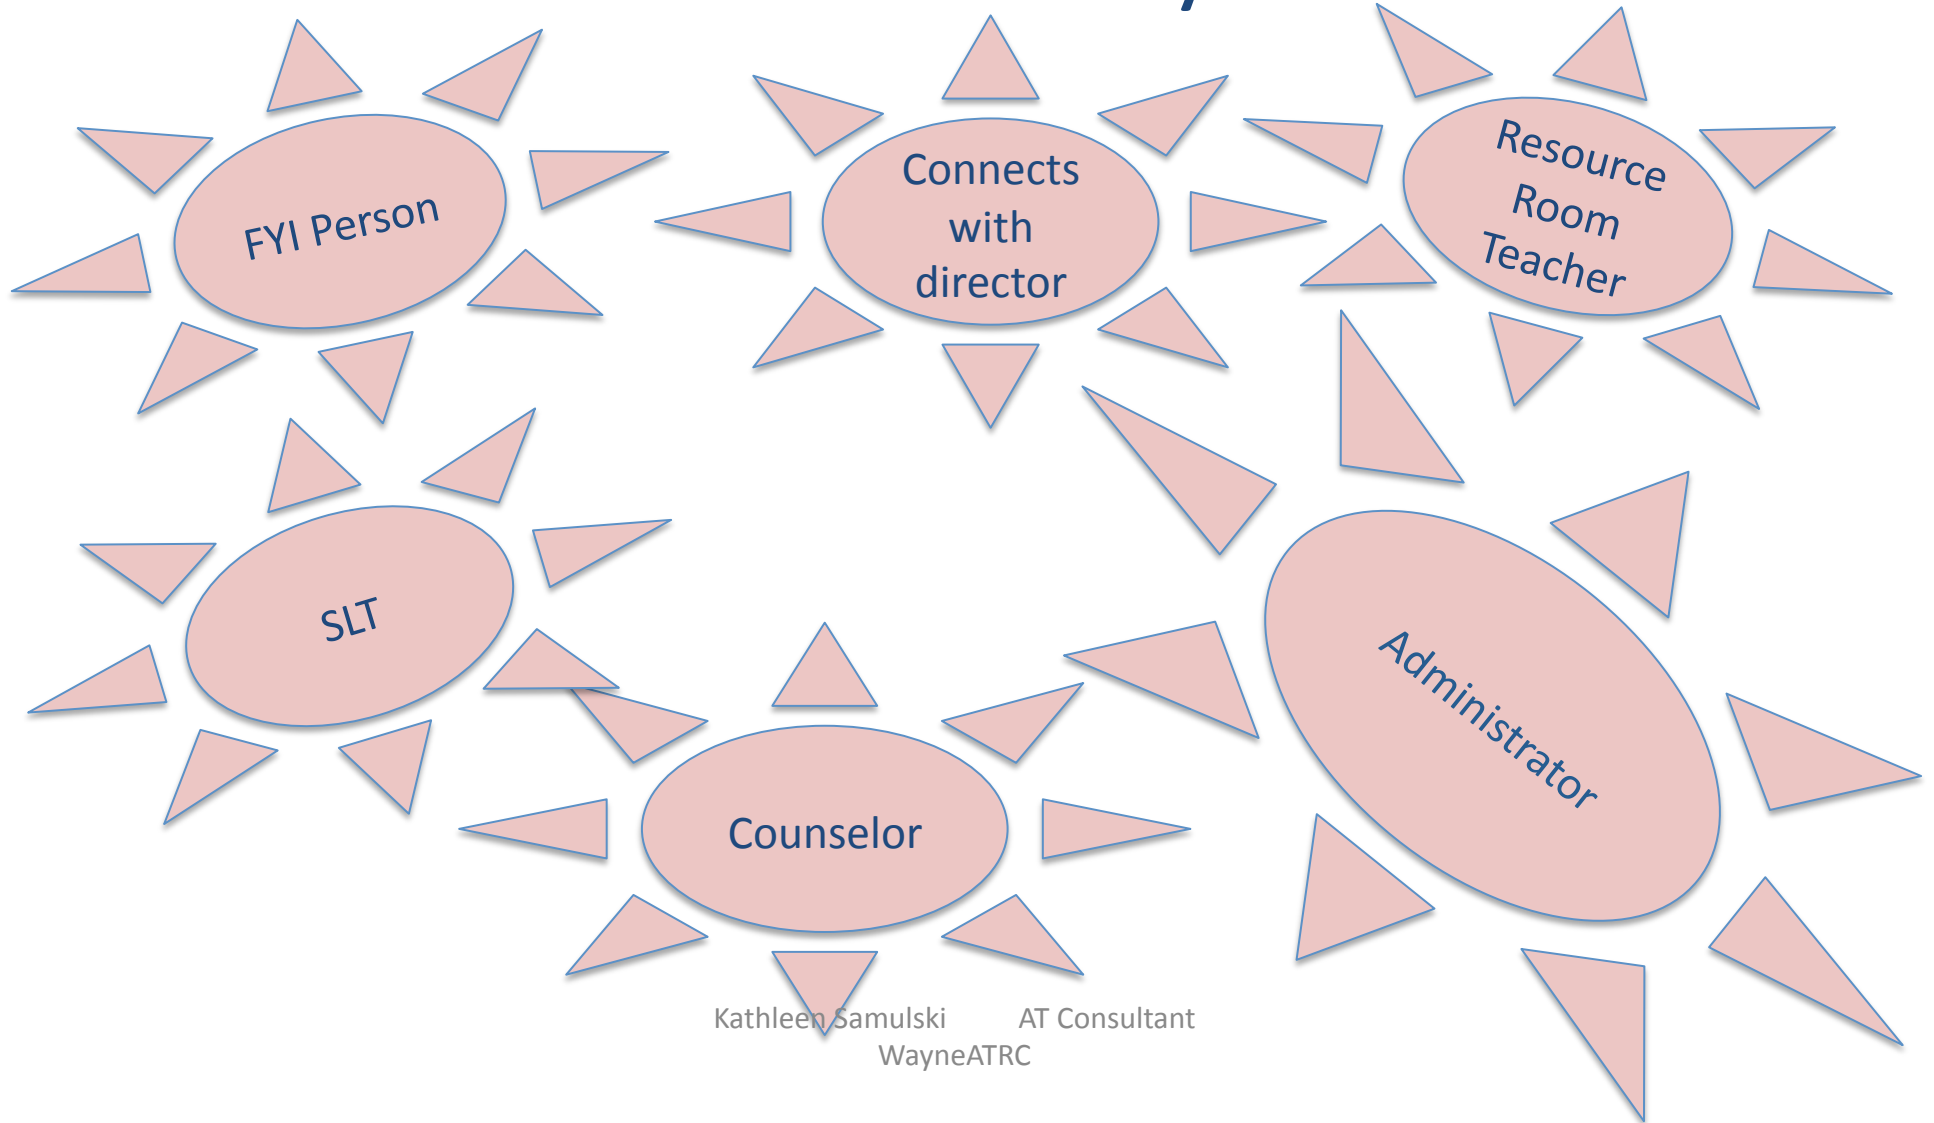 FYI Person
Connects
with
director
Resource
Room
Teacher
SLT
Counselor
Administrator
Kathleen Samulski AT Consultant
WayneATRC